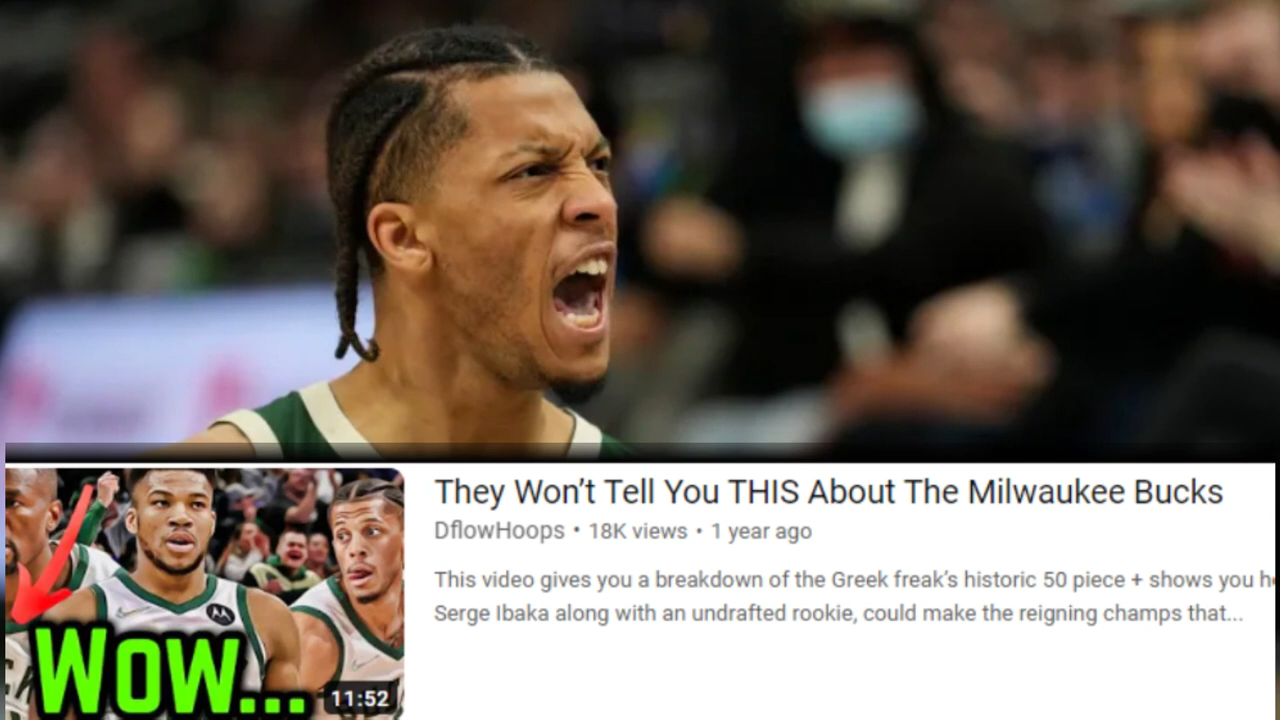 They Won’t Tell You THIS About The Milwaukee Bucks
DflowHoops • 18K views • 1 year ago
This video gives you a breakdown of the Greek freak’s historic 50 piece + shows you
Serge Ibaka along with an undrafted rookie, could make the reigning champs that...
WOW...
11:52